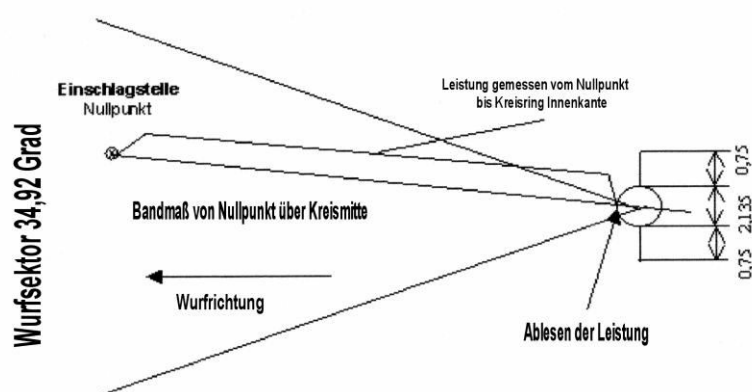 Wurfsektor 34,92 Grad
Einschlagstelle
Nullpunkt
Leistung gemessen vom Nullpunkt
bis Kreisring Innenkante
Bandmaß von Nullpunkt über Kreismitte
Wurfrichtung
Ablesen der Leistung
0,75
2,135
0,75